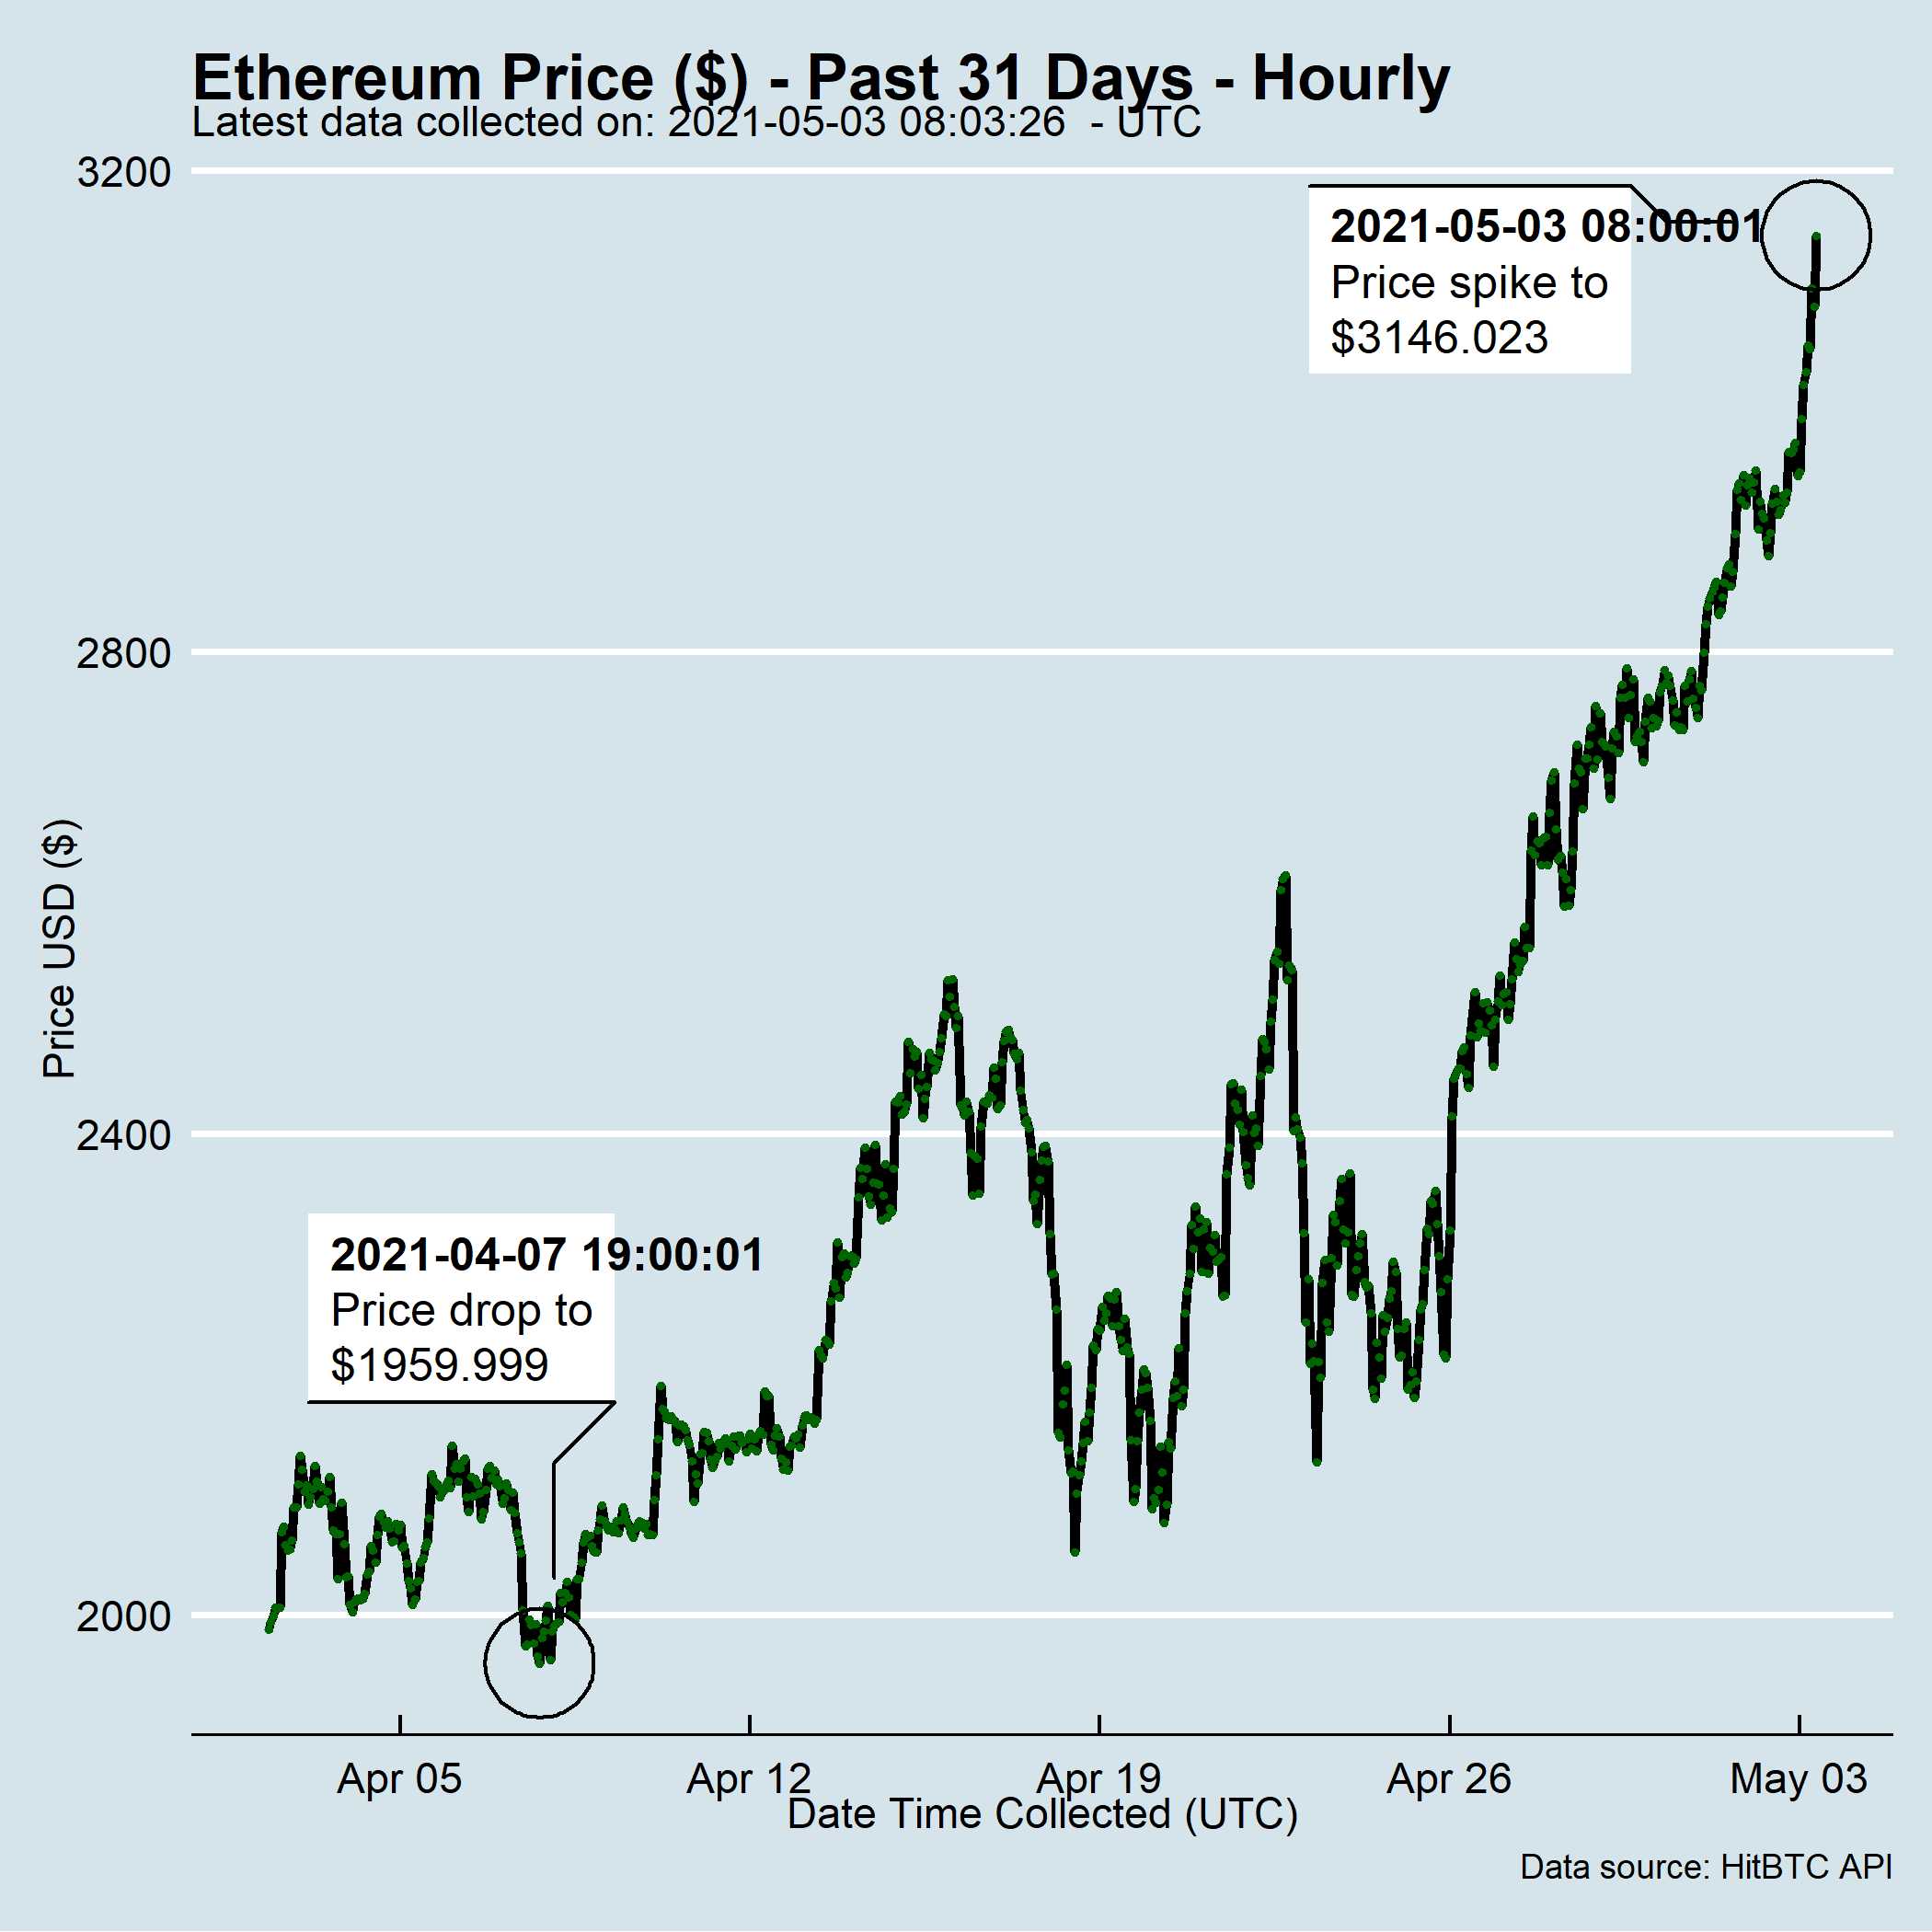 Ethereum Price ($) - Past 31 Days - Hourly
Latest data collected on: 2021-05-03 08:03:26  - UTC
3200
2021-05-03 08:00:01
Price spike to
$3146.023
2800
Price USD ($)
2400
2021-04-07 19:00:01
Price drop to
$1959.999
2000
Apr 05 Apr 12 Apr 19 Apr 26 May 03
Date Time Collected (UTC)
Data source: HitBTC API